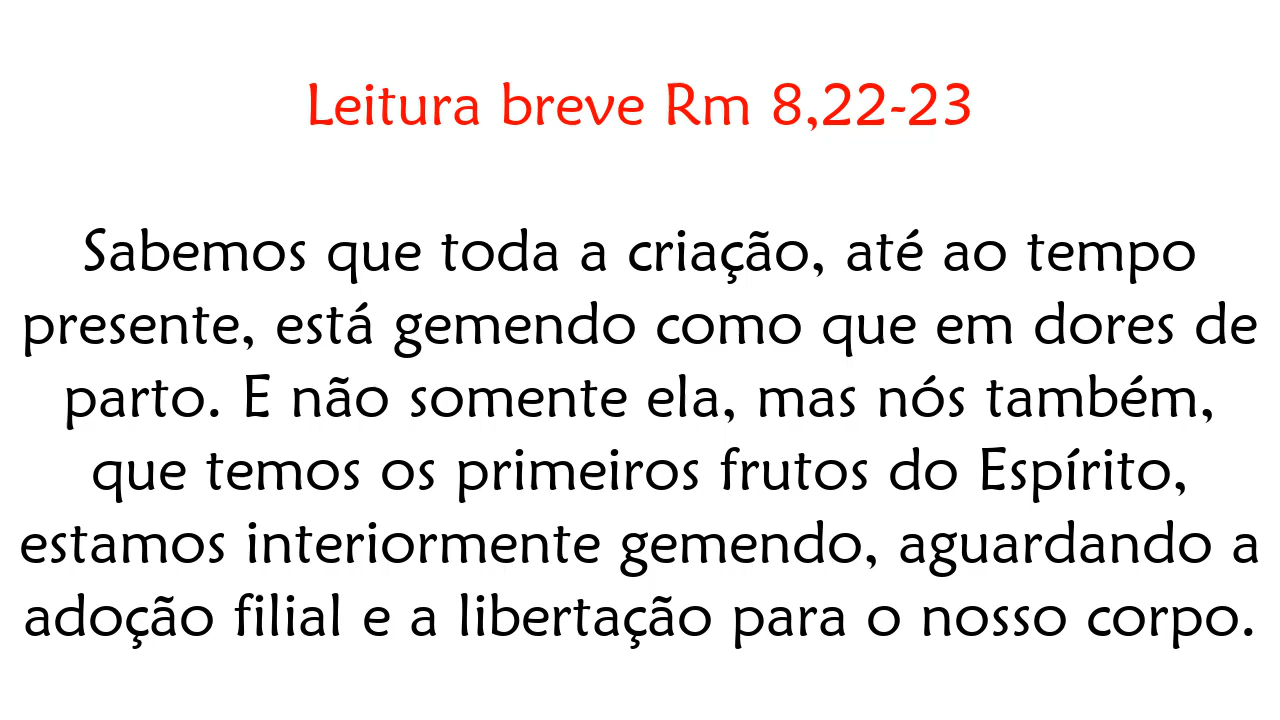 Leitura breve Rm 8,22-23
Sabemos que toda a criação, até ao tempo
presente, está gemendo como que em dores de
parto. E não somente ela, mas nós também,
que temos os primeiros frutos do Espírito,
estamos interiormente gemendo, aguardando a
adoção filial e a libertação para o nosso corpo.